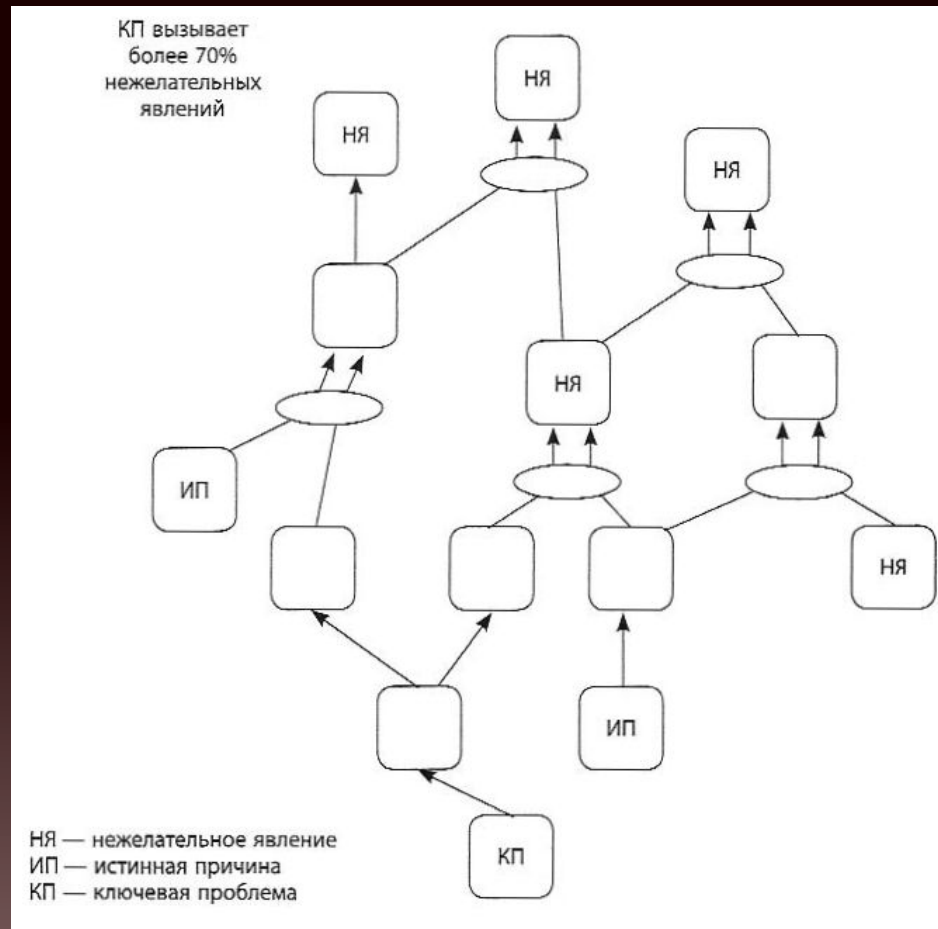 КП вызывает
более 70%
нежелательных
явлений
НЯ
НЯ
НЯ
НЯ
ИП
НЯ
ИП
КП
НЯ — нежелательное явление
ИП — истинная причина
КП — ключевая проблема